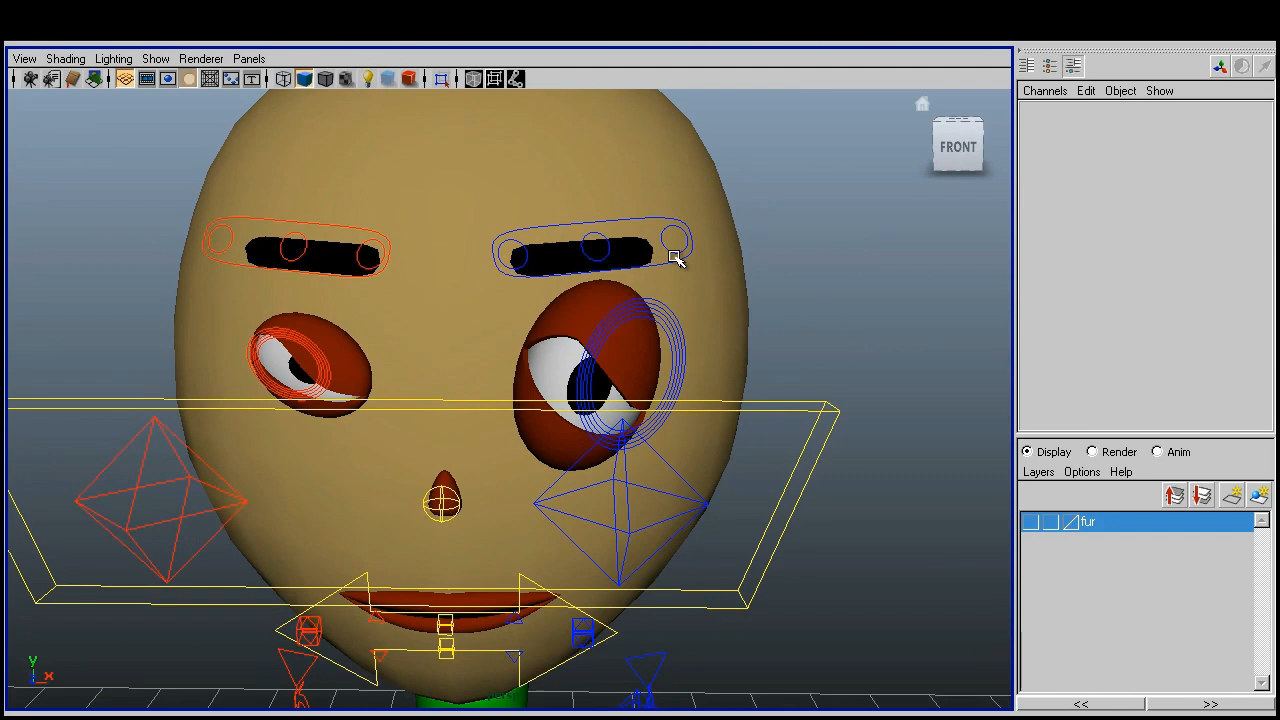 View Shading Lighting Show Renderer Panels
FRONT
y
x
Channels Edit Object Show
Display Render Anim
Layers Options Help
fur
<< >>